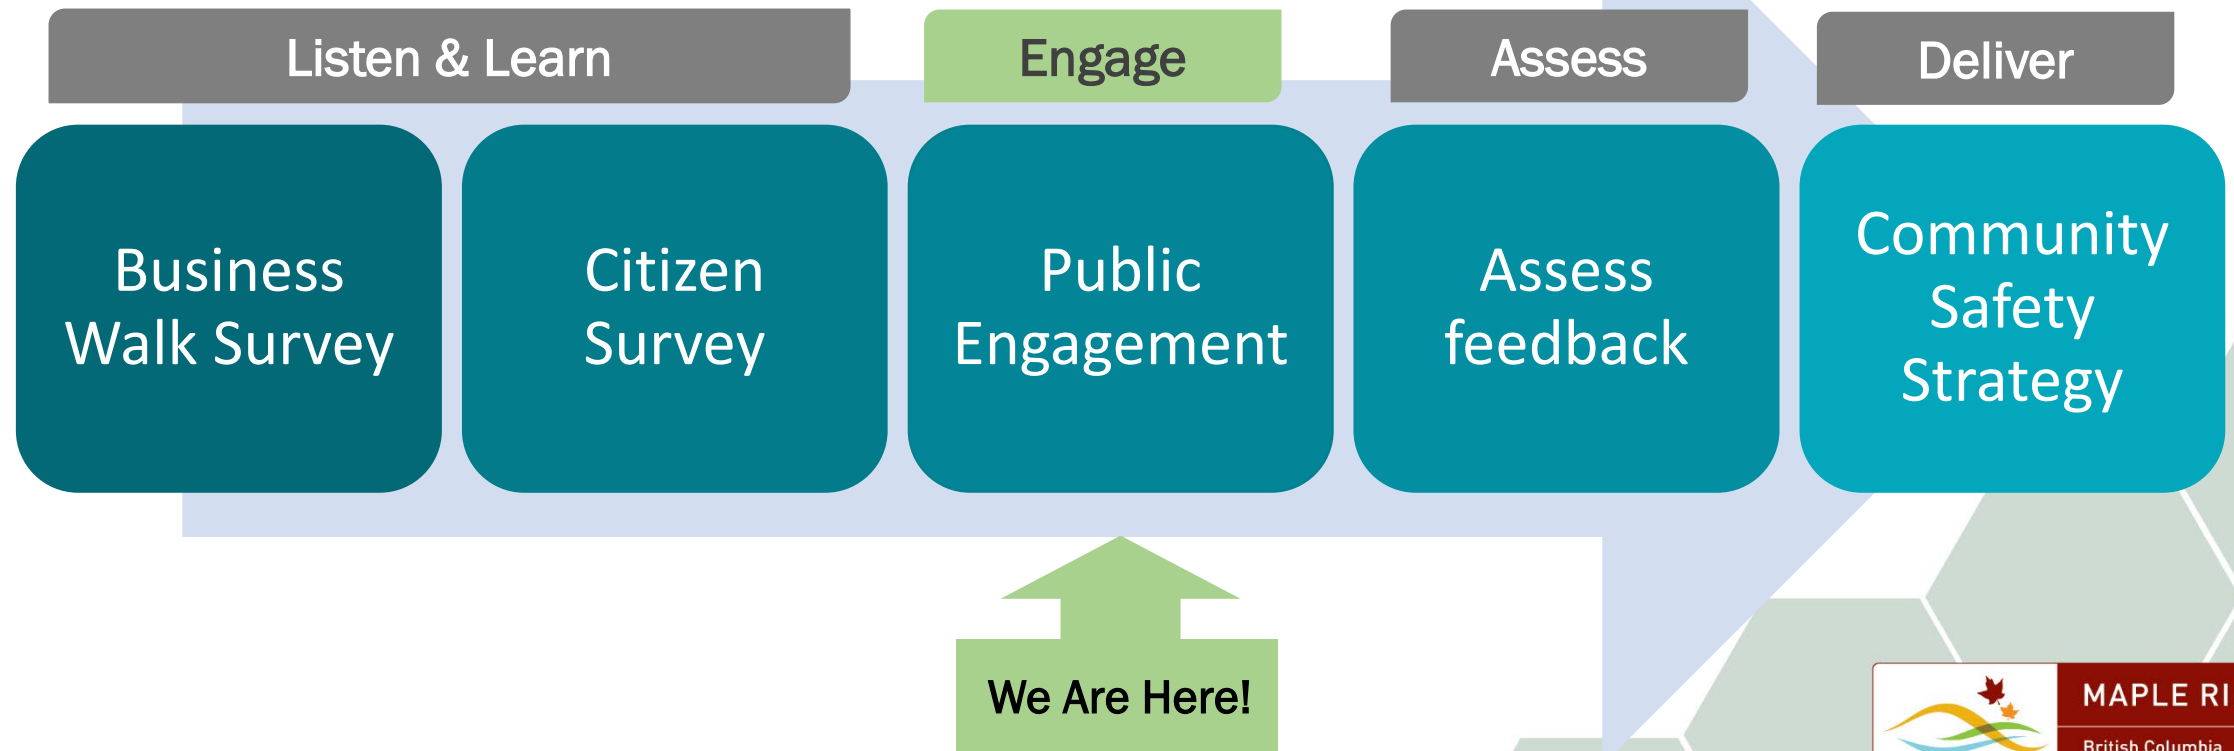 Listen & Learn
Engage
Assess
Deliver
Business
Walk Survey
Citizen
Survey
Public
Engagement
Assess
feedback
Community
Safety
Strategy
We Are Here!
MAPLE RI
British Columbia